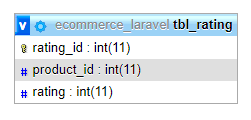 v ecommerce_laravel tbl_rating
rating_id : int(11)
# product_id : int(11)
# rating : int(11)